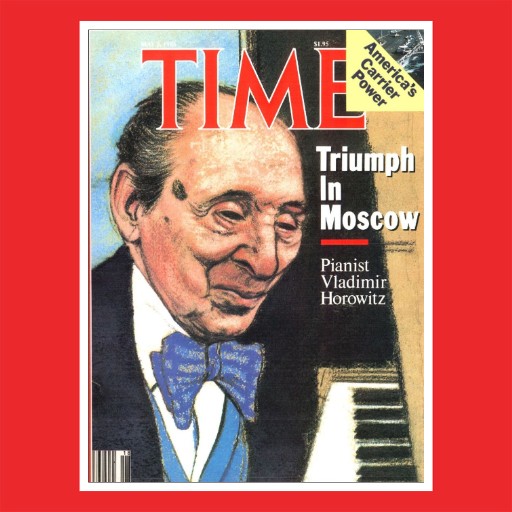 $1.95
TIME
America's
Carrier
Power
Triumph
In
Moscow
Pianist
Vladimir
Horowitz